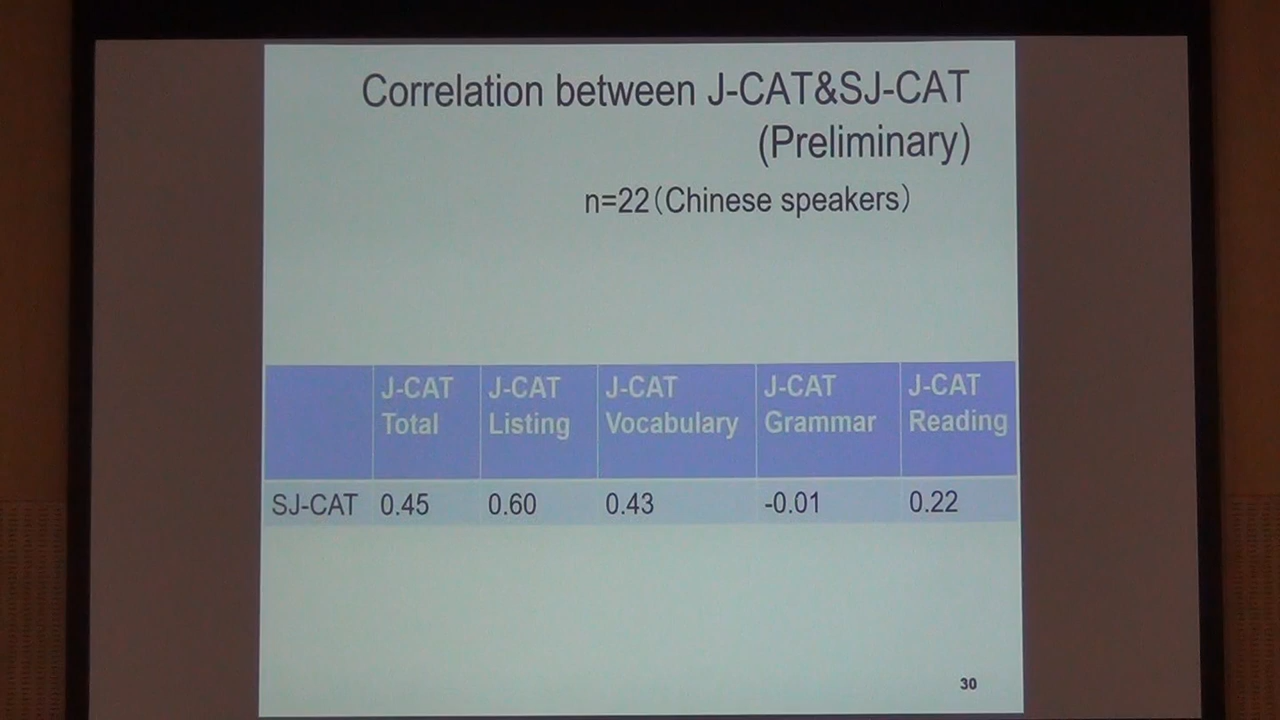 Correlation between J-CAT&SJ-CAT
(Preliminary)
n=22（Chinese speakers）
J-CAT Total J-CAT Listing J-CAT Vocabulary J-CAT Grammar J-CAT Reading
SJ-CAT 0.45 0.60 0.43 -0.01 0.22
30